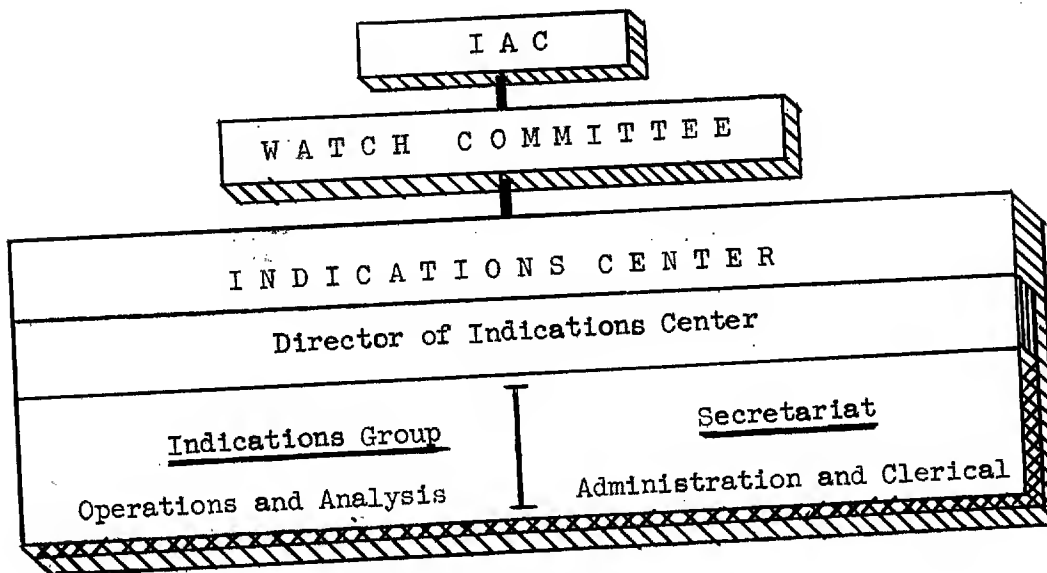 IAC
WATCH COMMITTEE
INDICATIONS CENTER
Director of Indications Center
Indications Group
Operations and Analysis
Secretariat
Administration and Clerical